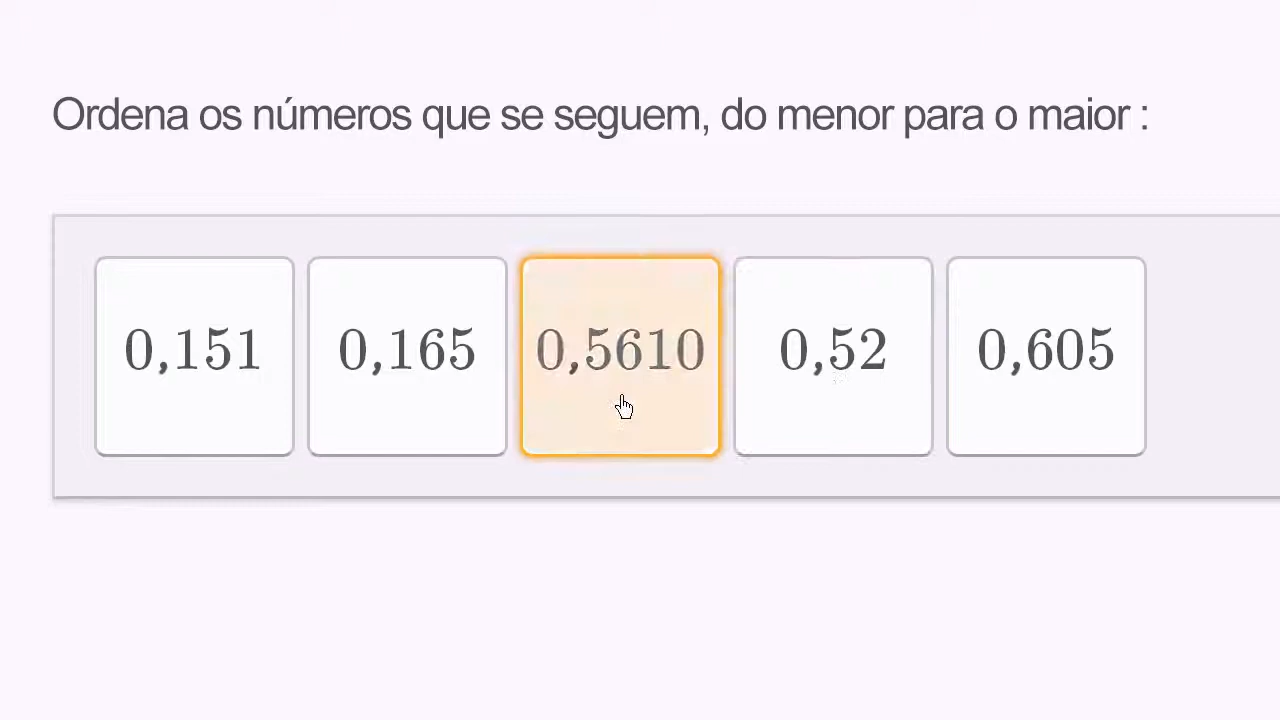 Ordena os números que se seguem, do menor para o maior :
0,151 0,165 0,5610 0,52 0,605